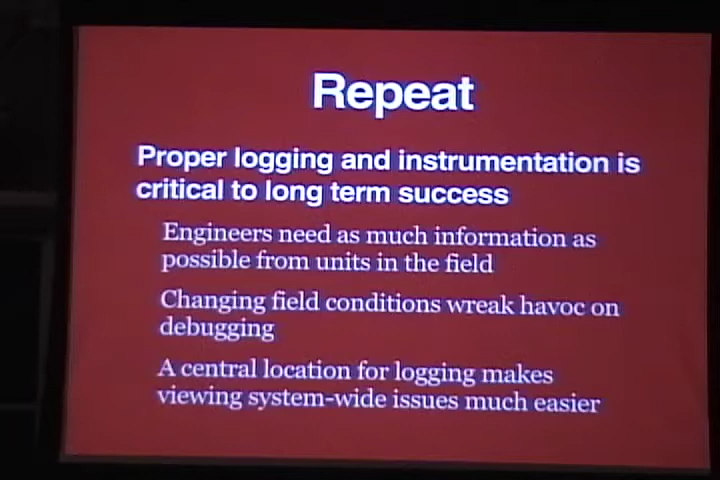 Repeat
Proper logging and instrumentation is
critical to long term success
Engineers need as much information as
possible from units in the field
Changing field conditions wreak havoc on
debugging
A central location for logging makes
viewing system-wide issues much easier